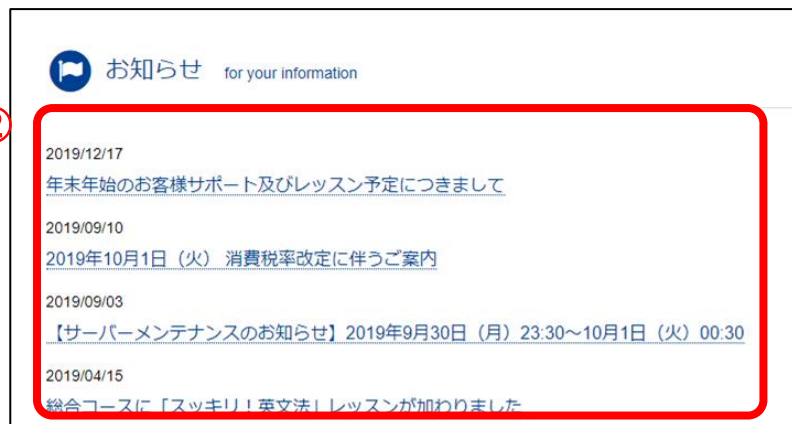 お知らせ for your information
2019/12/17
年末年始のお客様サポート及びレッスン予定につきまして
2019/09/10
2019年10月1日（火） 消費税率改定に伴うご案内
2019/09/03
【サーバーメンテナンスのお知らせ】2019年9月30日（月）23:30～10月1日（火）00:30
2019/04/15
総合コースに「スッキリ！英文法」レッスンが加わりました